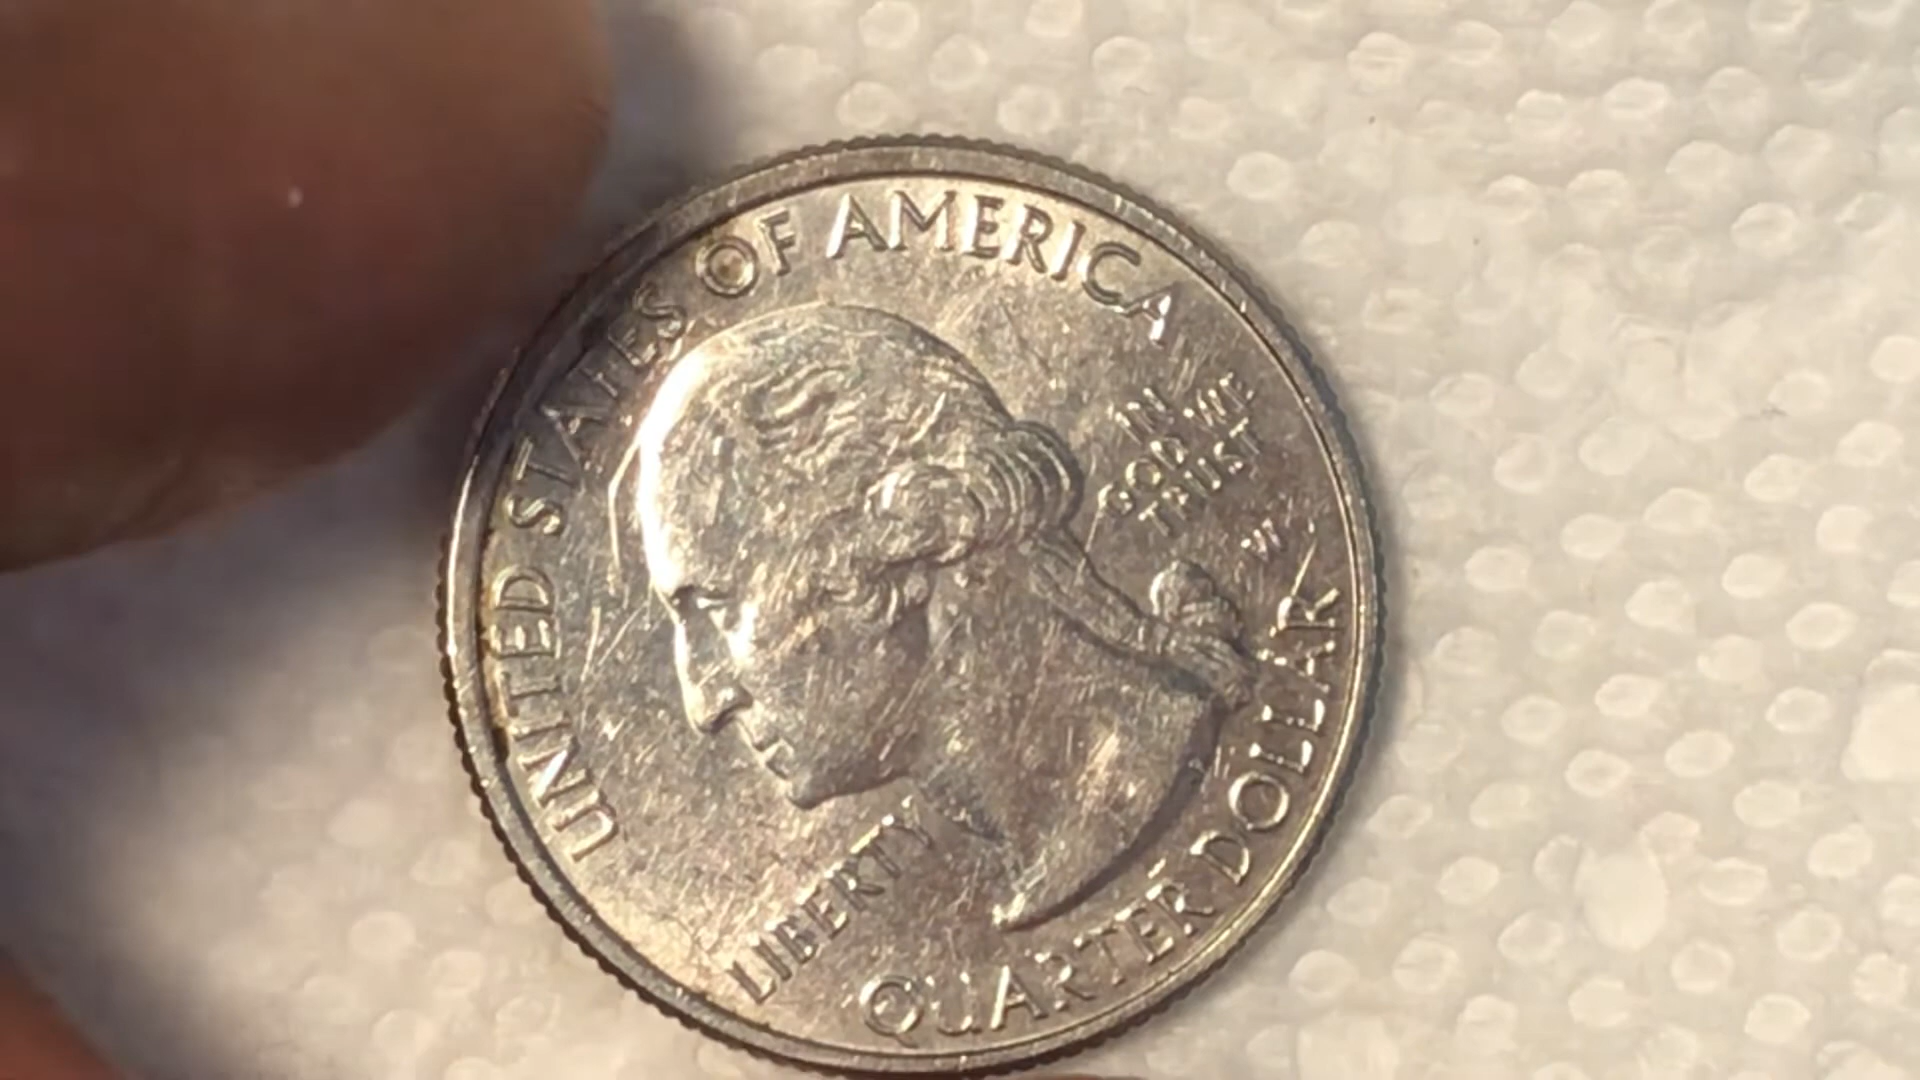 UNITED STATES OF AMERICA
IN
GOD WE
TRUST
W
LIBERTY
QUARTER DOLLAR